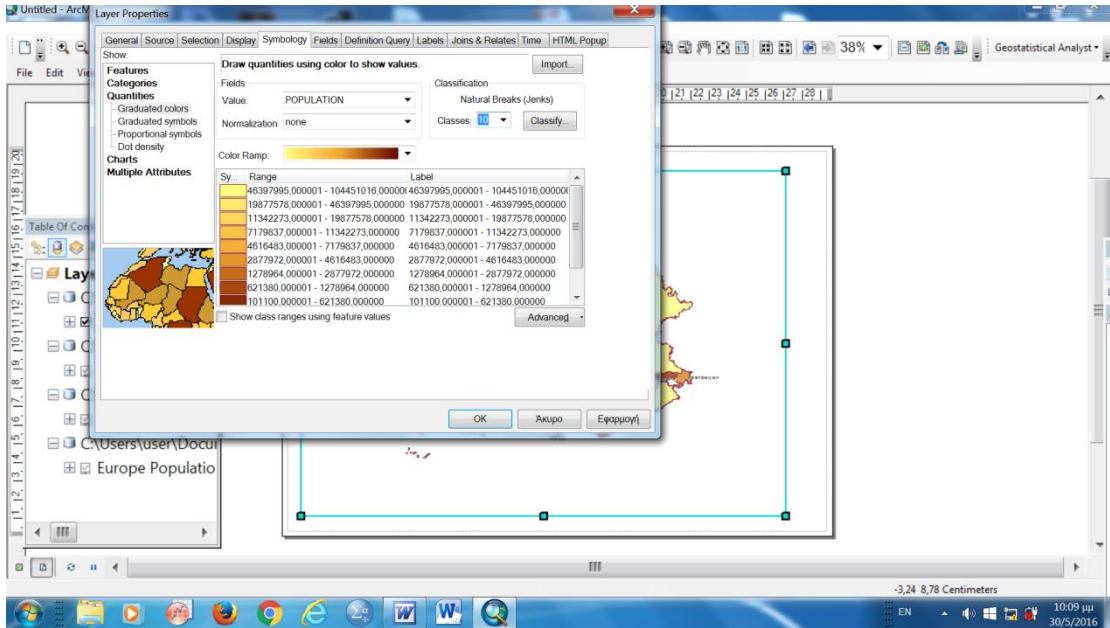 Untitled - ArcM
Layer Properties
General Source Selection Display Symbology Fields Definition Query Labels Joins & Relates Time HTML Popup
38%
Geostatistical Analyst
File Edit
Show:
Features
Categories
Quantities
Graduated colors
Graduated symbols
Proportional symbols
Dot density
Charts
Multiple Attributes
Draw quantities using color to show values.
Import...
Fields
Value: POPULATION
Normalization none
Classification
Natural Breaks (Jenks)
Classes: 10 Classify...
Color Ramp:
Sy... Range Label
46397995,000001 - 104451016,00000( 46397995,000001 - 104451016,00000(
19877578,000001 - 46397995,000000 19877578,000001 - 46397995,000000
11342273,000001 - 19877578,000000 11342273,000001 - 19877578,000000
7179837,000001 - 11342273,000000 7179837,000001 - 11342273,000000
4616483,000001 - 7179837,000000 4616483,000001 - 7179837,000000
2877972,000001 - 4616483,000000 2877972,000001 - 4616483,000000
1278964,000001 - 2877972,000000 1278964,000001 - 2877972,000000
621380,000001 - 1278964,000000 621380,000001 - 1278964,000000
101100,000001 - 621380,000000 101100,000001 - 621380,000000
Show class ranges using feature values
Advanced
OK Άκυρο Εφαρμογή
21 22 23 24 25 26 27 28
Table Of Con
Lay
C
C
C
C:\Users\user\Docu
Europe Populatio
Azerbaijan
-3,24 8,78 Centimeters
EN
10:09 μμ
30/5/2016